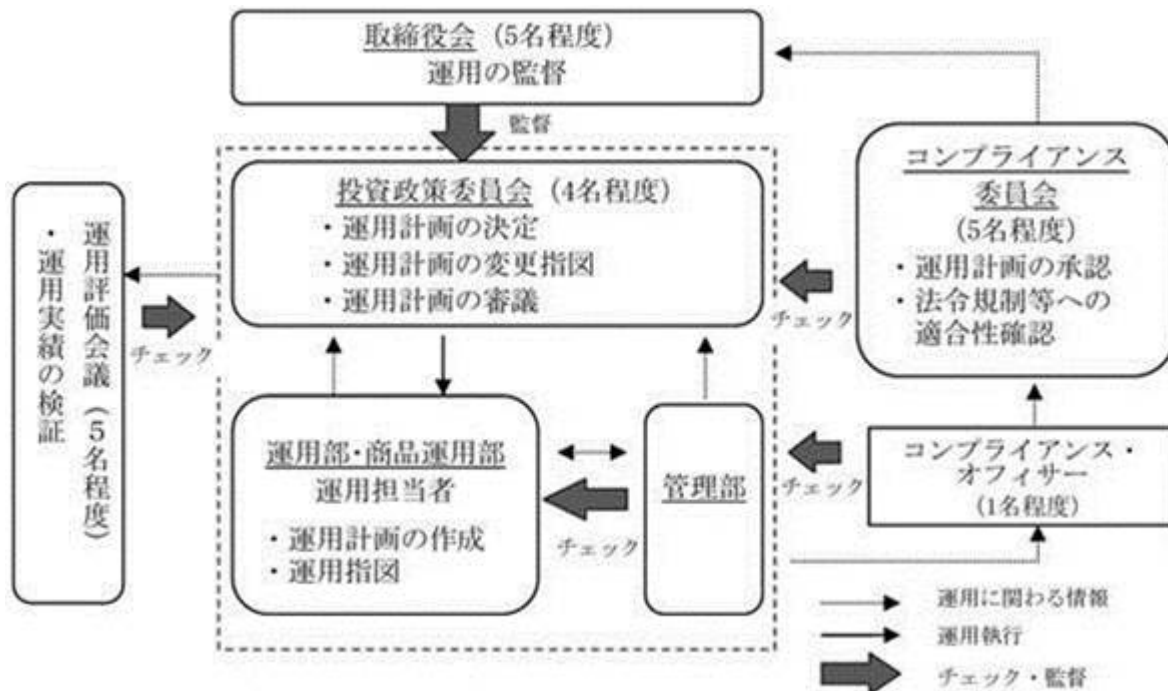 取締役会 (5名程度)
運用の監督
監督
投資政策委員会 (4名程度)
・運用計画の決定
・運用計画の変更指図
・運用計画の審議
コンプライアンス
委員会
(5名程度)
・運用計画の承認
・法令規制等への
適合性確認
チェック
運用評価会議 (5名程度)
・運用実績の検証
チェック
運用部・商品運用部
運用担当者
・運用計画の作成
・運用指図
チェック
管理部
チェック
コンプライアンス・
オフィサー
(1名程度)
運用に関わる情報
運用執行
チェック・監督